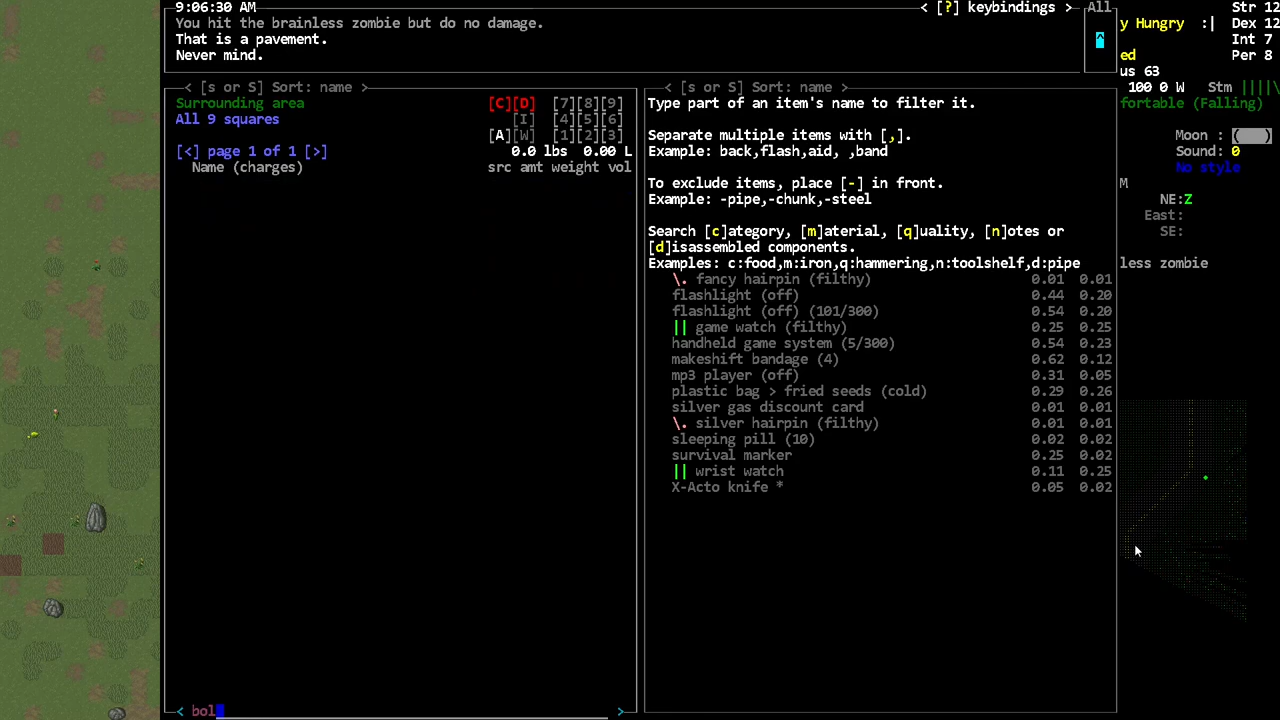 9:06:30 AM
< [?] keybindings >
All
You hit the brainless zombie but do no damage.
That is a pavement.
Never mind.
y Hungry :|
ed
us 63
100 0 W Stm ||||\
fortable (Falling)
Str 12
Dex 12
Int 7
Per 8
Moon : (
Sound: 0
No style
M
NE:Z
East:
SE:
less zombie
< [s or S] Sort: name >
Surrounding area [C][D] [7][8][9]
All 9 squares [I] [4][5][6]
[A][W] [1][2][3]
[<] page 1 of 1 [>] 0.0 lbs 0.00 L
Name (charges) src amt weight vol
< bol >
< [s or S] Sort: name >
Type part of an item's name to filter it.
Separate multiple items with [,].
Example: back,flash,aid, ,band
To exclude items, place [-] in front.
Example: -pipe,-chunk,-steel
Search [c]ategory, [m]aterial, [q]uality, [n]otes or
[d]isassembled components.
Examples: c:food,m:iron,q:hammering,n:toolshelf,d:pipe
\. fancy hairpin (filthy) 0.01 0.01
flashlight (off) 0.44 0.20
flashlight (off) (101/300) 0.54 0.20
|| game watch (filthy) 0.25 0.25
handheld game system (5/300) 0.54 0.23
makeshift bandage (4) 0.62 0.12
mp3 player (off) 0.31 0.05
plastic bag > fried seeds (cold) 0.29 0.26
silver gas discount card 0.01 0.01
\. silver hairpin (filthy) 0.01 0.01
sleeping pill (10) 0.02 0.02
survival marker 0.25 0.02
|| wrist watch 0.11 0.25
X-Acto knife * 0.05 0.02